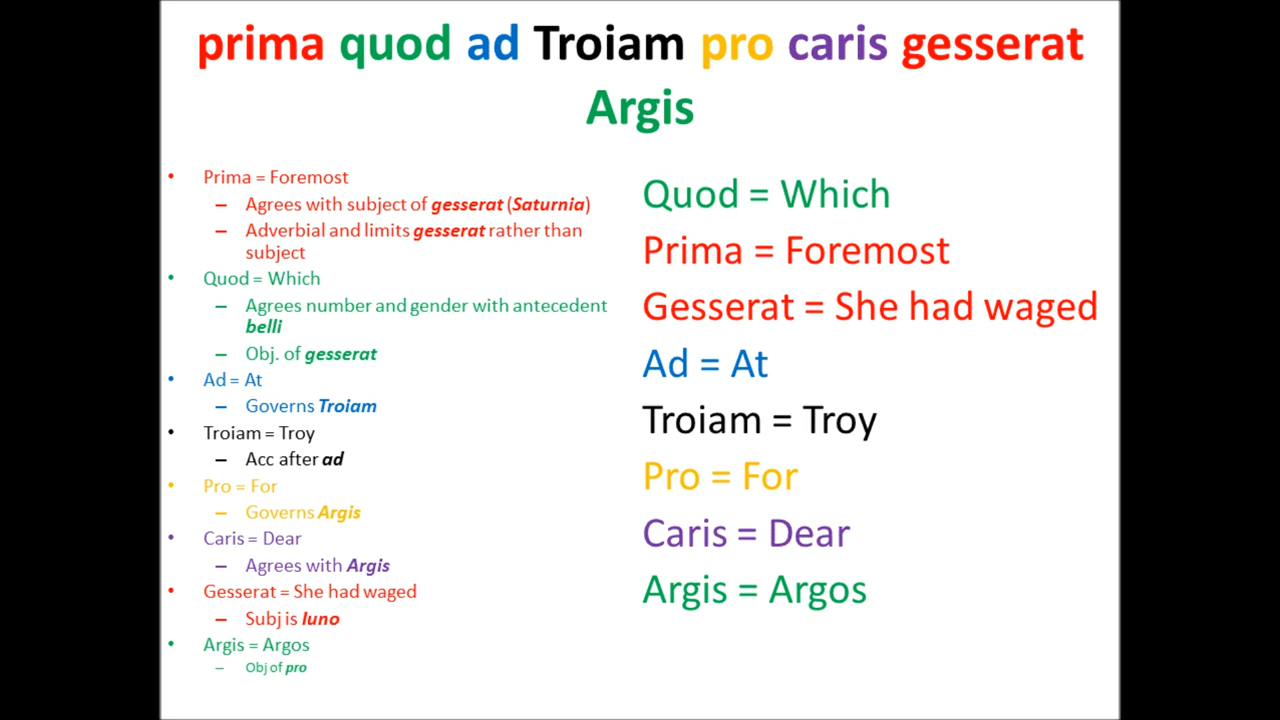 prima quod ad Troiam pro caris gesserat
Argis
• Prima = Foremost
– Agrees with subject of gesserat (Saturnia)
– Adverbial and limits gesserat rather than
subject
• Quod = Which
– Agrees number and gender with antecedent
belli
– Obj. of gesserat
• Ad = At
– Governs Troiam
• Troiam = Troy
– Acc after ad
• Pro = For
– Governs Argis
• Caris = Dear
– Agrees with Argis
• Gesserat = She had waged
– Subj is Iuno
• Argis = Argos
– Obj of pro
Quod = Which
Prima = Foremost
Gesserat = She had waged
Ad = At
Troiam = Troy
Pro = For
Caris = Dear
Argis = Argos